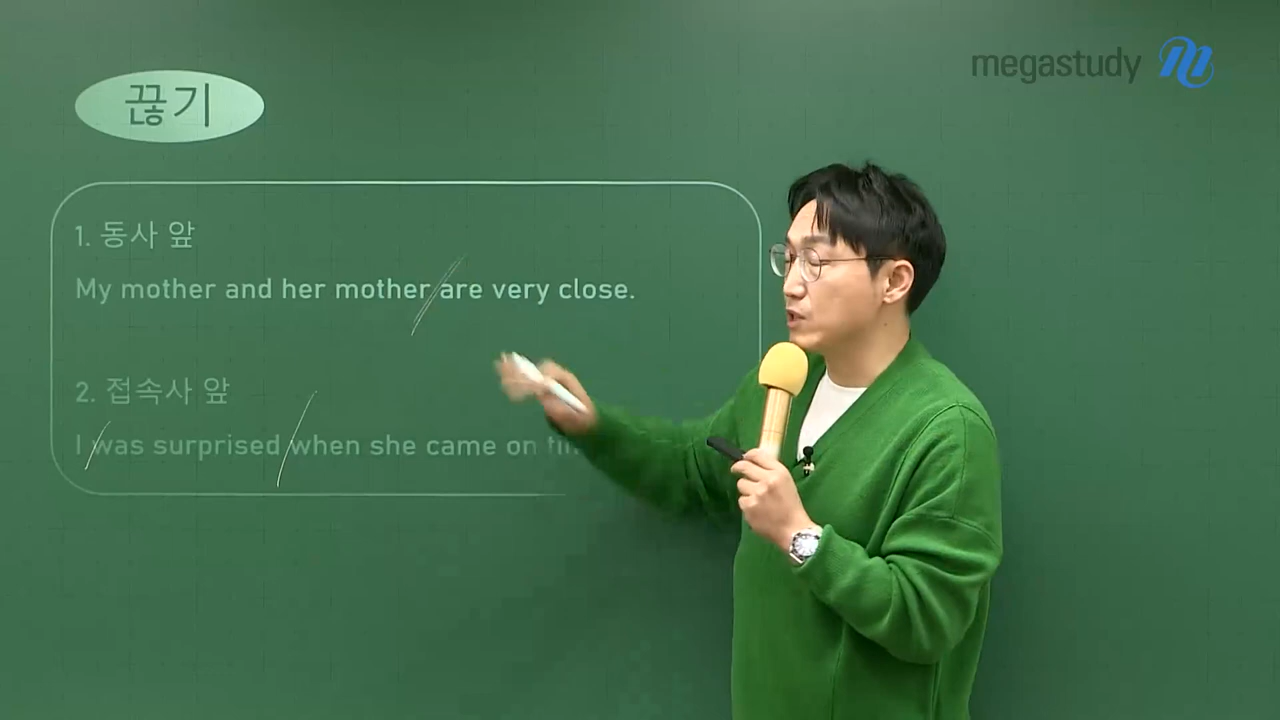 megastudy
끊기
1. 동사 앞
My mother and her mother are very close.
2. 접속사 앞
I was surprised when she came on